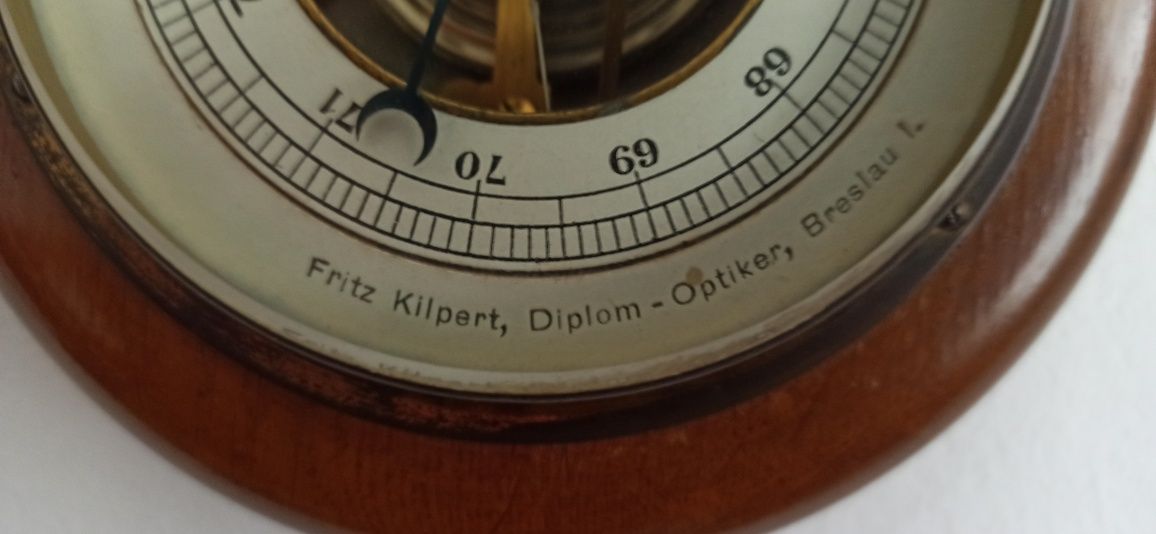 71 70 69 68
Fritz Kilpert, Diplom-Optiker, Breslau I.